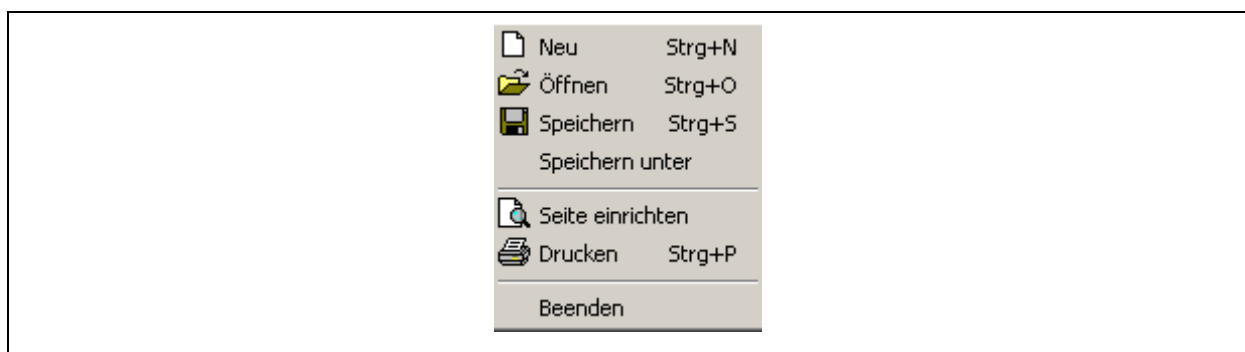 Neu Strg+N
Öffnen Strg+O
Speichern Strg+S
Speichern unter
Seite einrichten
Drucken Strg+P
Beenden